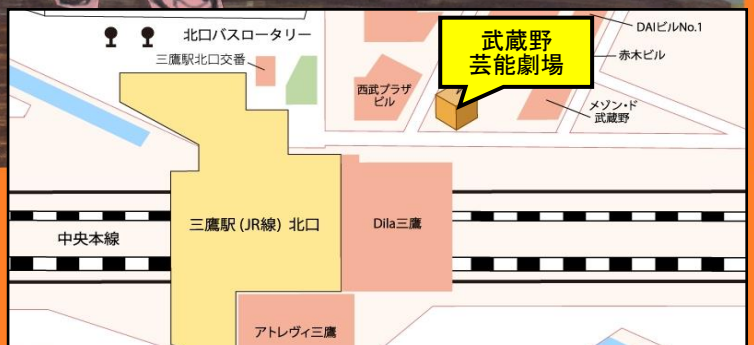 北口バスロータリー
三鷹駅北口交番
武蔵野
芸能劇場
DAIビルNo.1
赤木ビル
西武プラザ
ビル
メゾン・ド
武蔵野
三鷹駅(JR線) 北口
Dila三鷹
中央本線
アトレヴィ三鷹